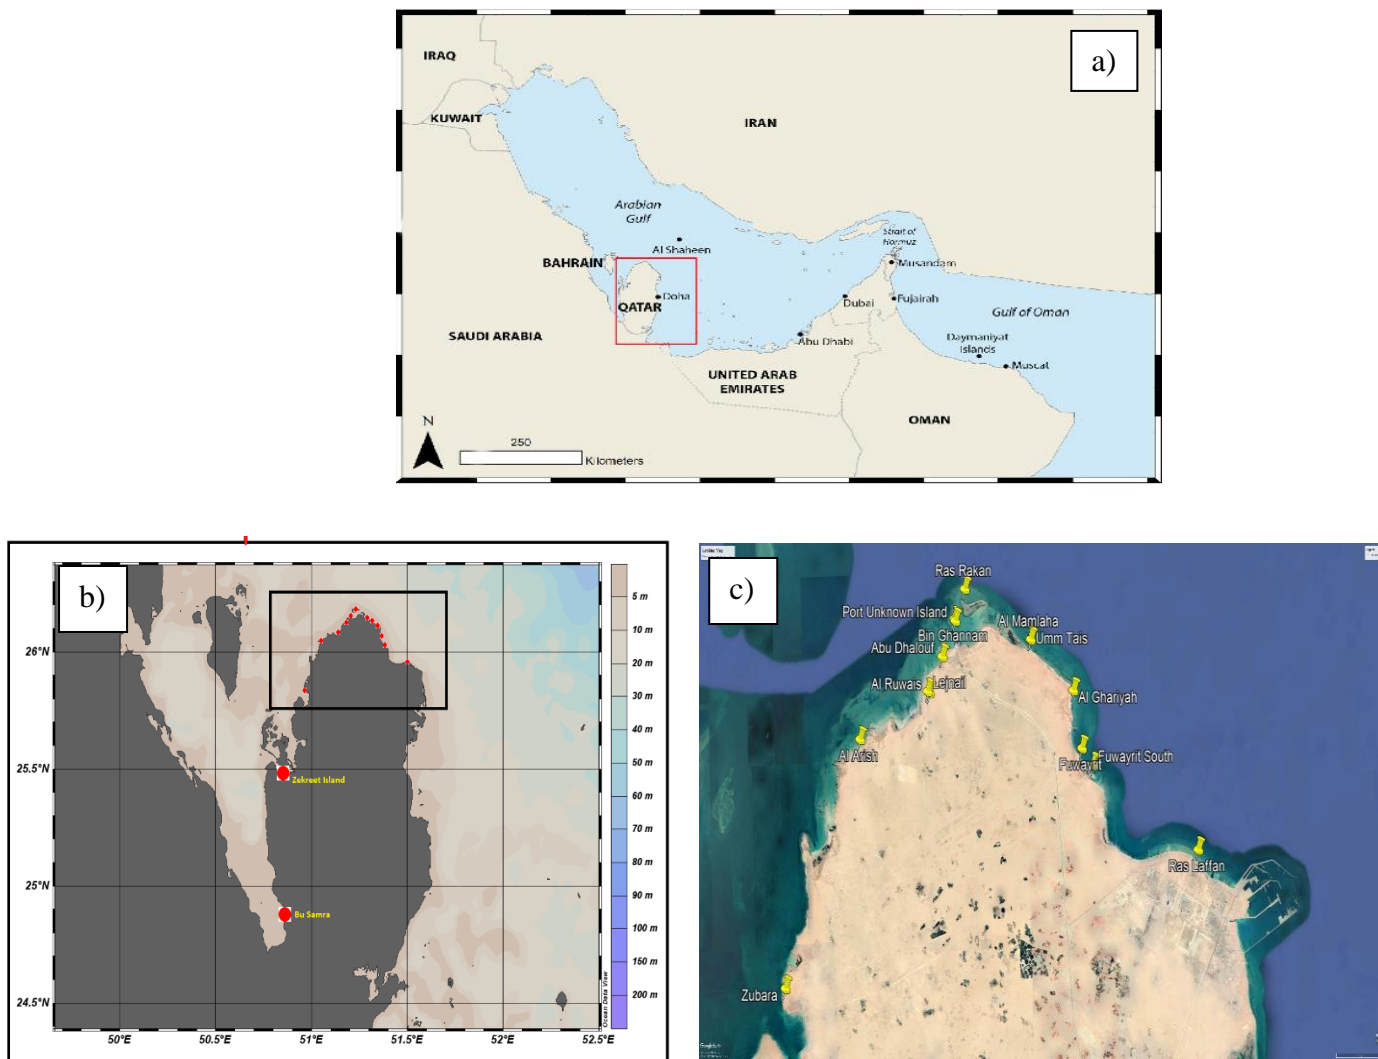 a)
IRAQ
KUWAIT
IRAN
Arabian
Gulf
Strait of
Hormuz
Al Shaheen
BAHRAIN
Musandam
Doha
QATAR
Dubai
Fujairah
Gulf of Oman
SAUDI ARABIA
Abu Dhabi
Daymaniyat
Islands
Muscat
UNITED ARAB
EMIRATES
OMAN
N
250
Kilometers
b)
26°N
25.5°N
25°N
24.5°N
50°E
50.5°E
51°E
51.5°E
52°E
52.5°E
Zekreet Island
Bu Samra
5 m
10 m
20 m
30 m
40 m
50 m
60 m
70 m
80 m
90 m
100 m
150 m
200 m
Ocean Data View
c)
Ras Rakan
Port Unknown Island
Al Mamlaha
Bin Ghannam
Umm Tais
Abu Dhalouf
Al Ruwais
Lejnail
Al Ghariyah
Al Arish
Fuwayrit South
Fuwayrit
Ras Laffan
Zubara